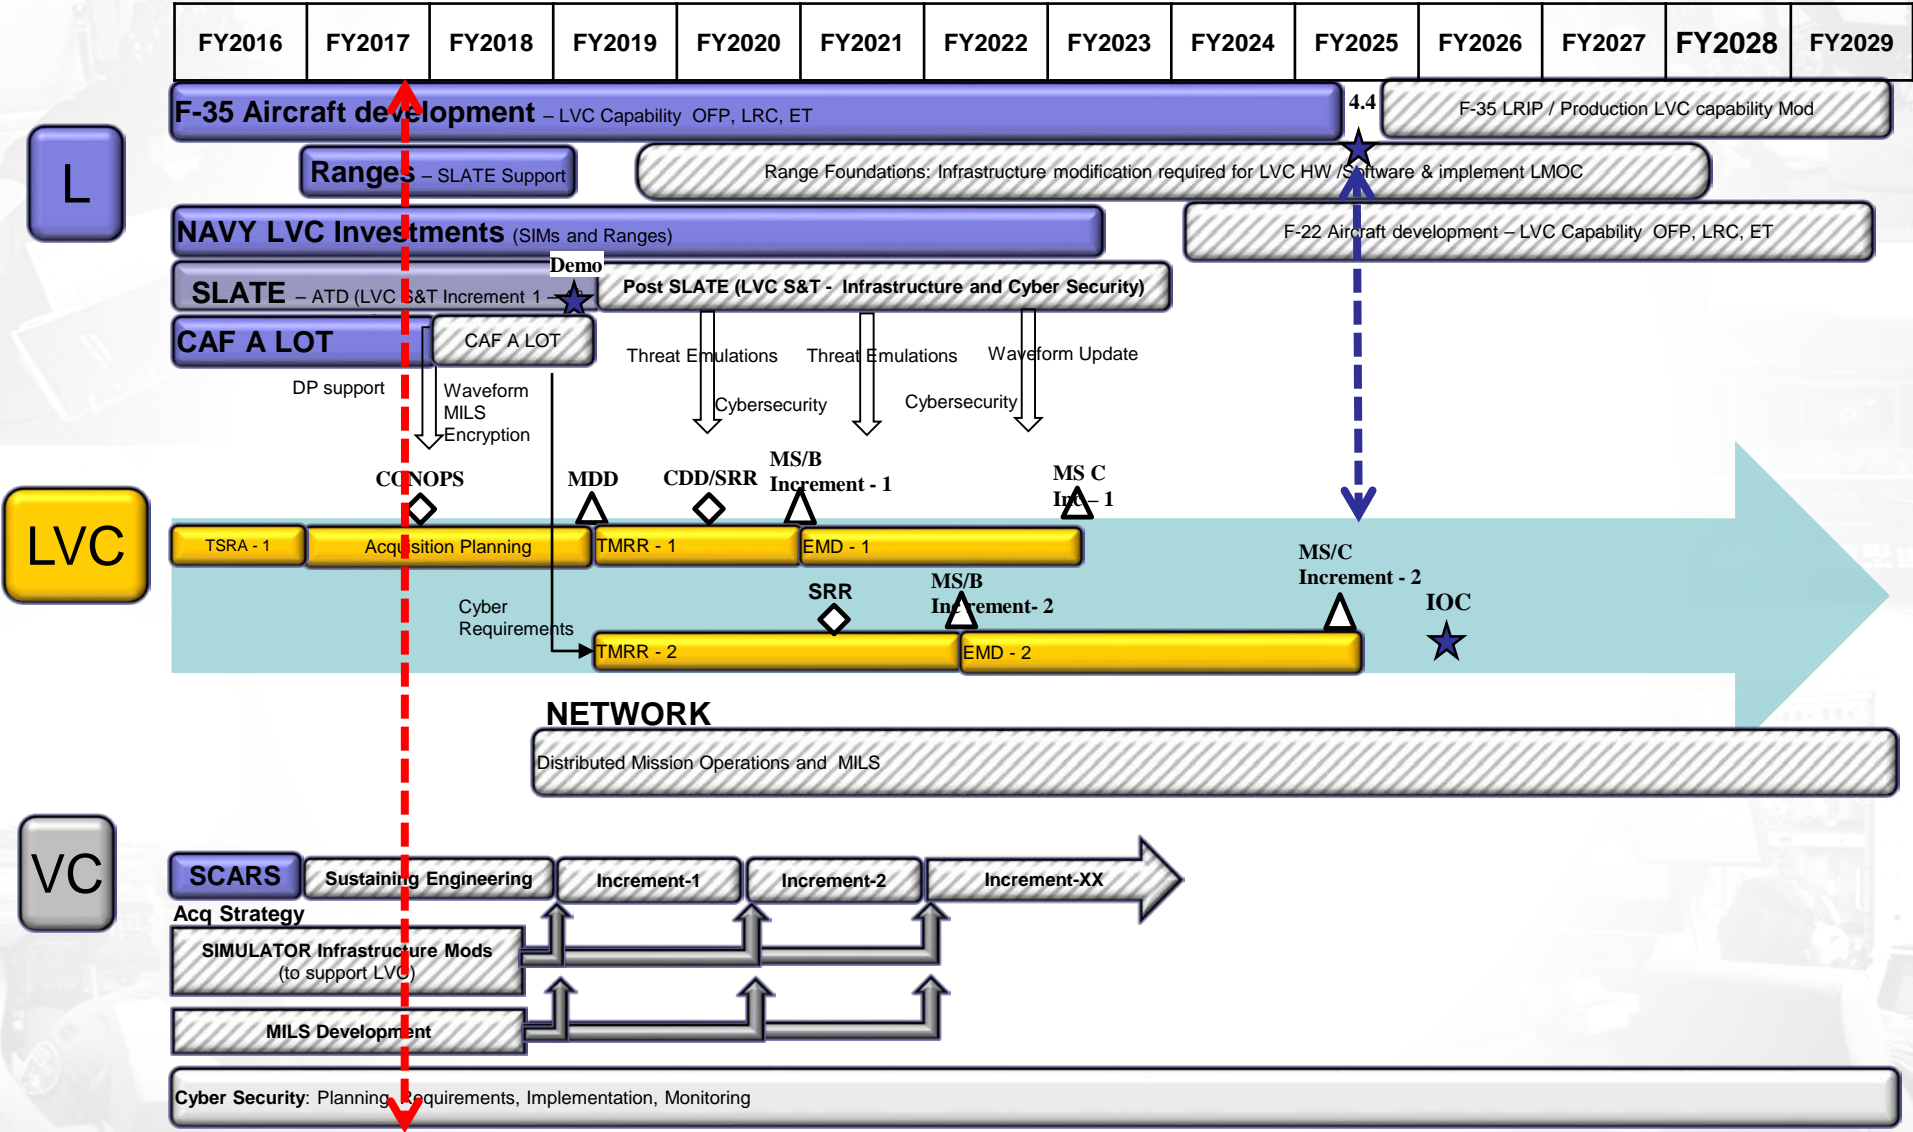 FY2016 FY2017 FY2018 FY2019 FY2020 FY2021 FY2022 FY2023 FY2024 FY2025 FY2026 FY2027 FY2028 FY2029
L
F-35 Aircraft development – LVC Capability OFP, LRC, ET
4.4
F-35 LRIP / Production LVC capability Mod
Ranges – SLATE Support
Range Foundations: Infrastructure modification required for LVC HW /Software & implement LMOC
NAVY LVC Investments (SIMs and Ranges)
F-22 Aircraft development – LVC Capability OFP, LRC, ET
Demo
SLATE – ATD (LVC S&T Increment 1 –
Post SLATE (LVC S&T - Infrastructure and Cyber Security)
CAF A LOT
CAF A LOT
Threat Emulations
Threat Emulations
Waveform Update
DP support
Waveform
MILS
Encryption
Cybersecurity
Cybersecurity
LVC
CONOPS
MDD
CDD/SRR
MS/B
Increment - 1
MS C
Inc – 1
TSRA - 1
Acquisition Planning
TMRR - 1
EMD - 1
MS/C
Increment - 2
SRR
MS/B
Increment- 2
IOC
Cyber
Requirements
TMRR - 2
EMD - 2
NETWORK
Distributed Mission Operations and MILS
VC
SCARS
Sustaining Engineering
Increment-1
Increment-2
Increment-XX
Acq Strategy
SIMULATOR Infrastructure Mods
(to support LVC)
MILS Development
Cyber Security: Planning, Requirements, Implementation, Monitoring